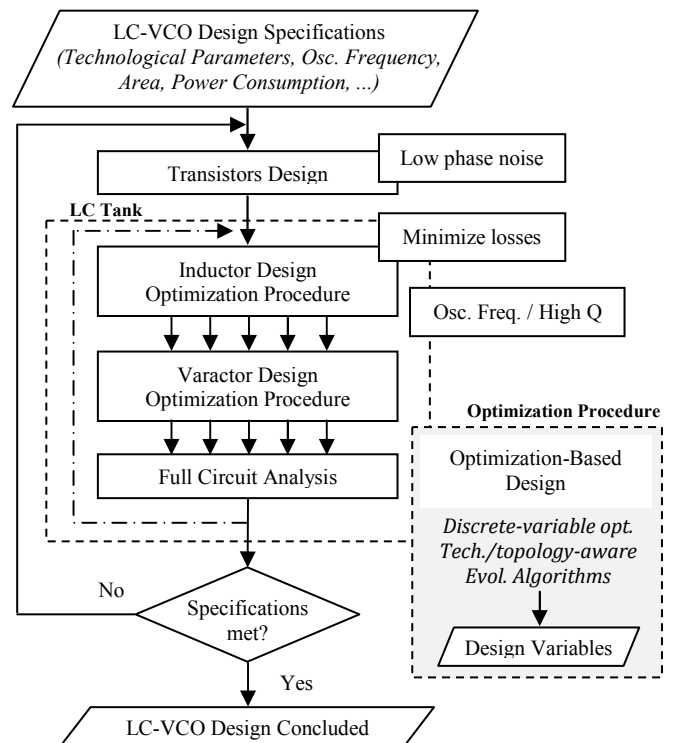 LC-VCO Design Specifications
(Technological Parameters, Osc. Frequency,
Area, Power Consumption, ...)
Transistors Design
Low phase noise
LC Tank
Minimize losses
Inductor Design
Optimization Procedure
Osc. Freq. / High Q
Varactor Design
Optimization Procedure
Full Circuit Analysis
Optimization Procedure
Optimization-Based
Design
Discrete-variable opt.
Tech./topology-aware
Evol. Algorithms
Design Variables
No
Specifications
met?
Yes
LC-VCO Design Concluded